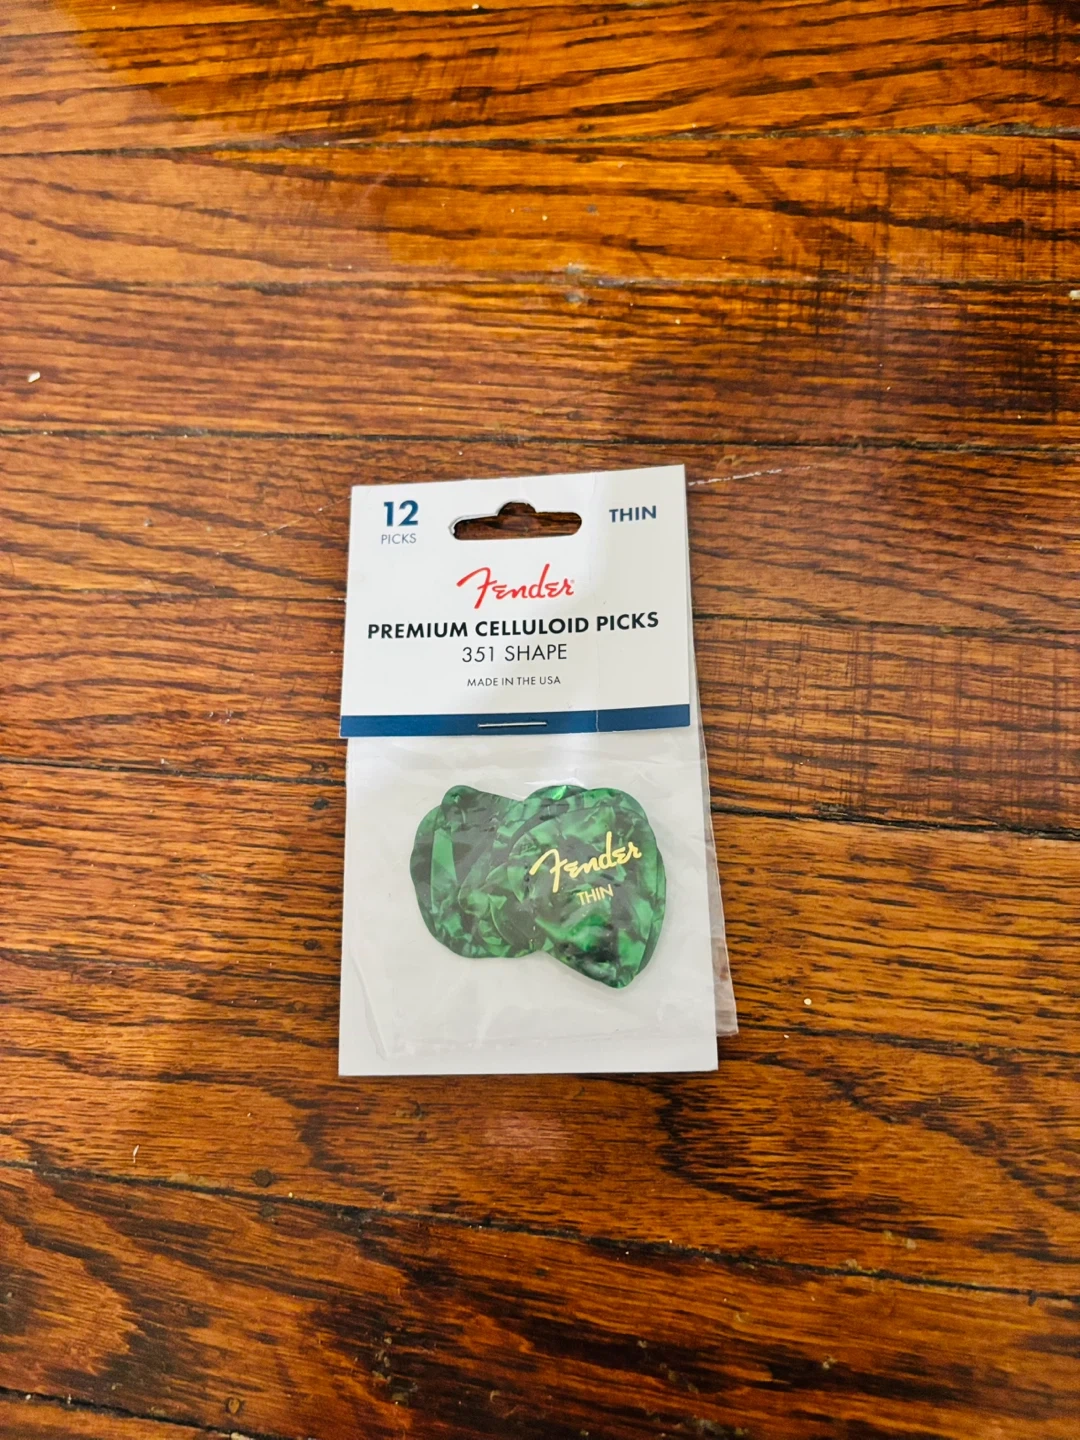 12
PICKS
THIN
Fender
PREMIUM CELLULOID PICKS
351 SHAPE
MADE IN THE USA
Fender
THIN